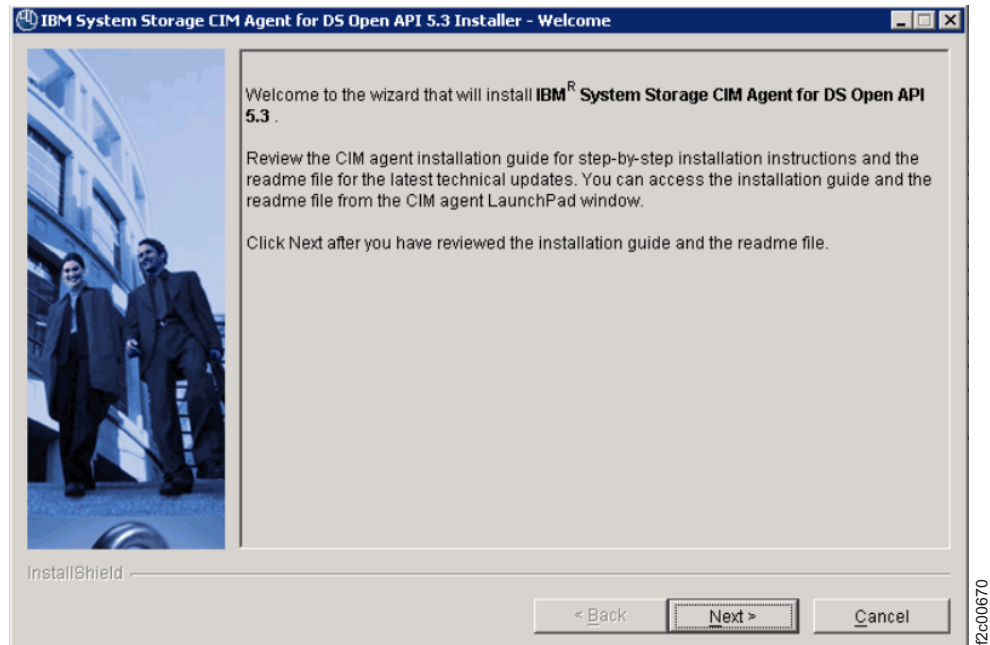 IBM System Storage CIM Agent for DS Open API 5.3 Installer - Welcome
Welcome to the wizard that will install IBM^R System Storage CIM Agent for DS Open API
5.3 .
Review the CIM agent installation guide for step-by-step installation instructions and the
readme file for the latest technical updates. You can access the installation guide and the
readme file from the CIM agent LaunchPad window.
Click Next after you have reviewed the installation guide and the readme file.
InstallShield
< Back
Next >
Cancel
f2c00670